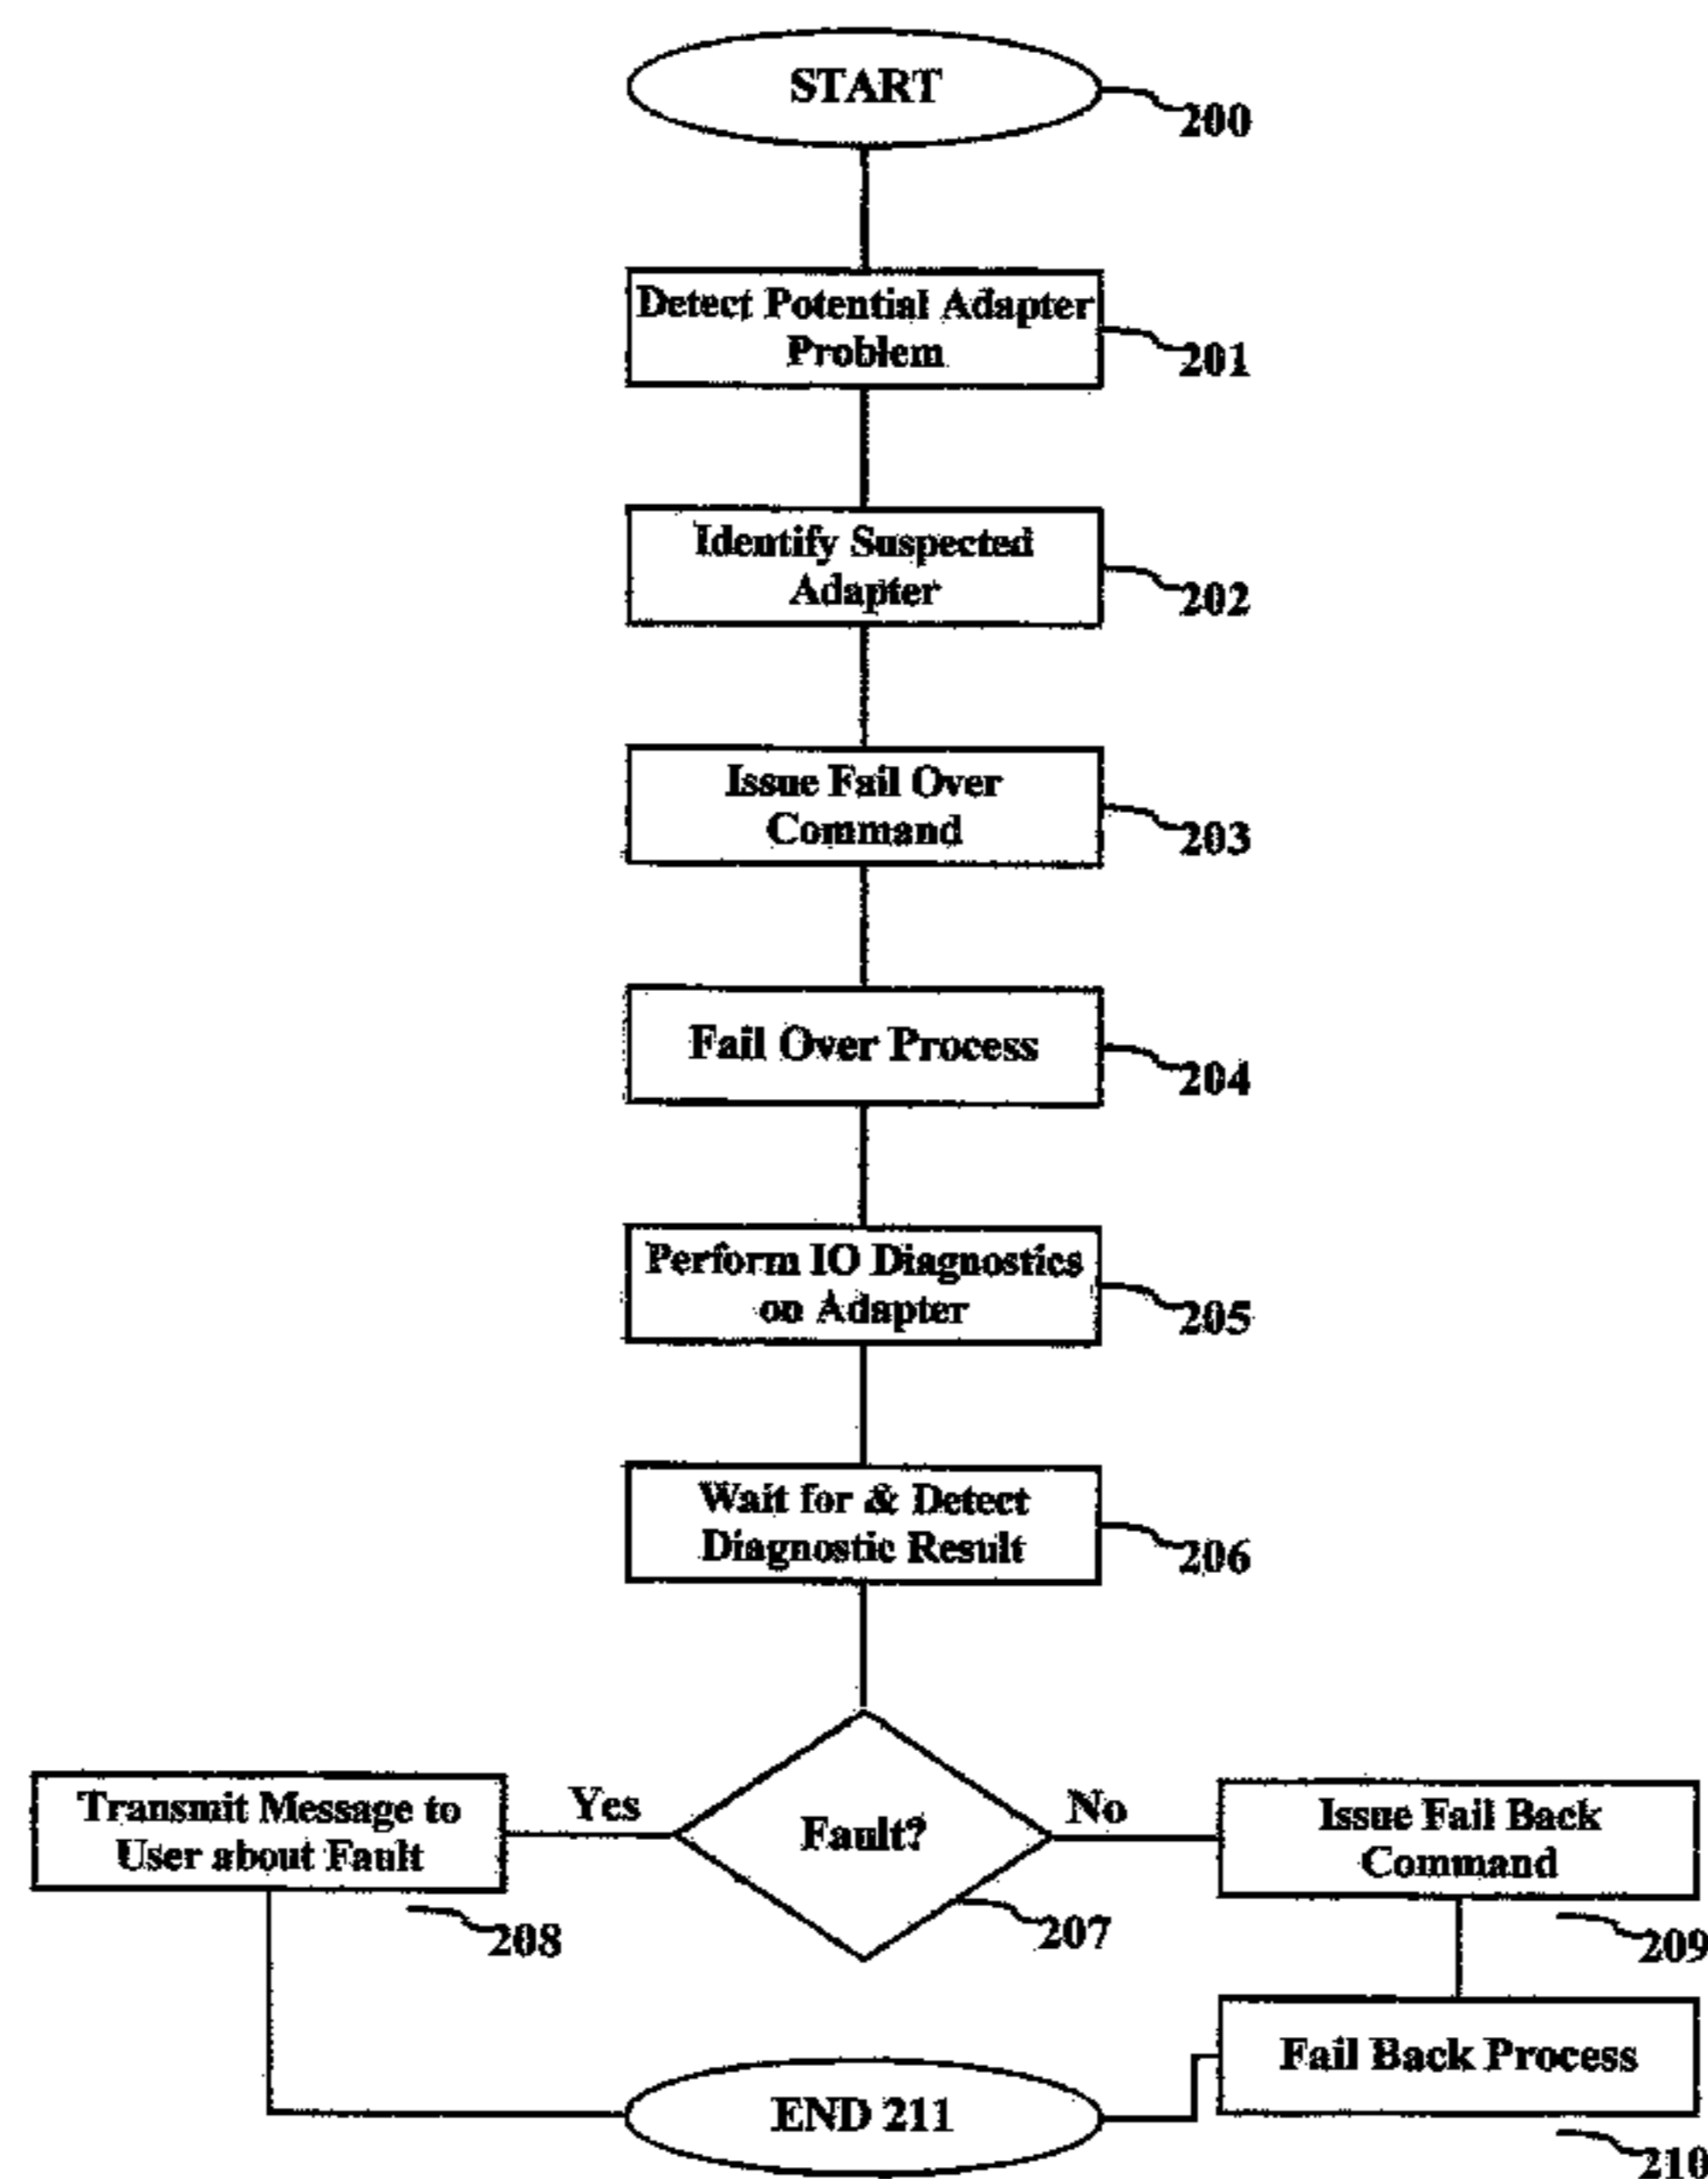 START
200
Detect Potential Adapter
Problem
201
Identify Suspected
Adapter
202
Issue Fail Over
Command
203
Fail Over Process
204
Perform IO Diagnostics
on Adapter
205
Wait for & Detect
Diagnostic Result
206
Transmit Message to
User about Fault
208
Yes
Fault?
207
No
Issue Fail Back
Command
209
Fail Back Process
210
END 211